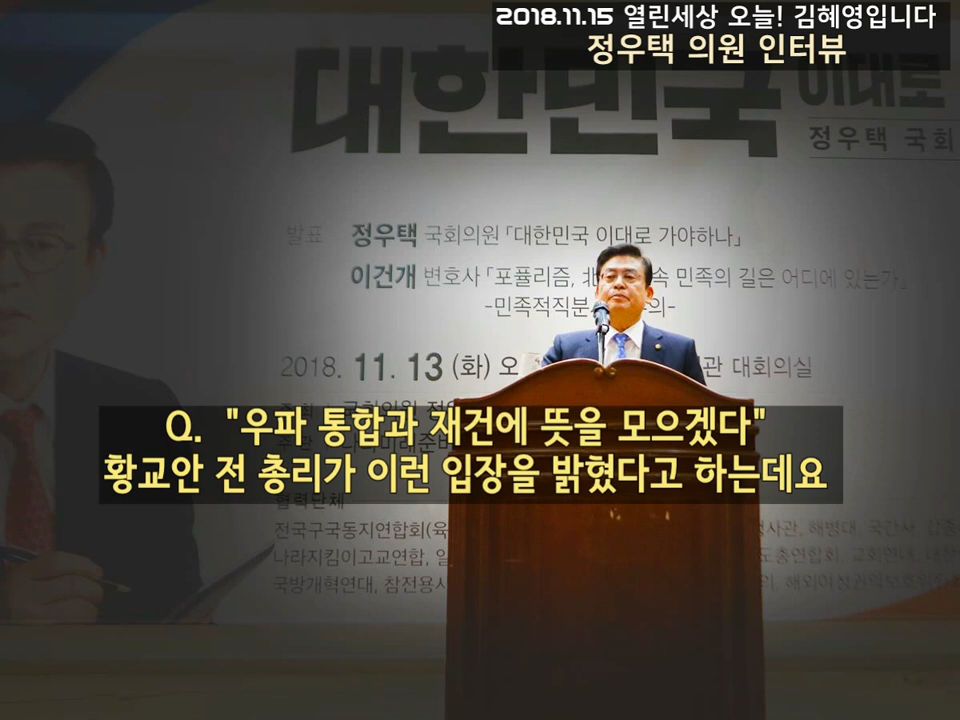 2018.11.15 열린세상 오늘! 김혜영입니다
정우택 의원 인터뷰
대한민국 이대로
정우택 국회
발표 정우택 국회의원 「대한민국 이대로 가야하나」
이건개 변호사 「포퓰리즘, 北 속 민족의 길은 어디에 있는가」
-민족적직분
2018. 11. 13 (화) 오 대회의실
Q. "우파 통합과 재건에 뜻을 모으겠다"
황교안 전 총리가 이런 입장을 밝혔다고 하는데요
협력단체
전국구국동지연합회(육 해병대,
나라지킴이고교연합,
국방개혁연대, 참전용사